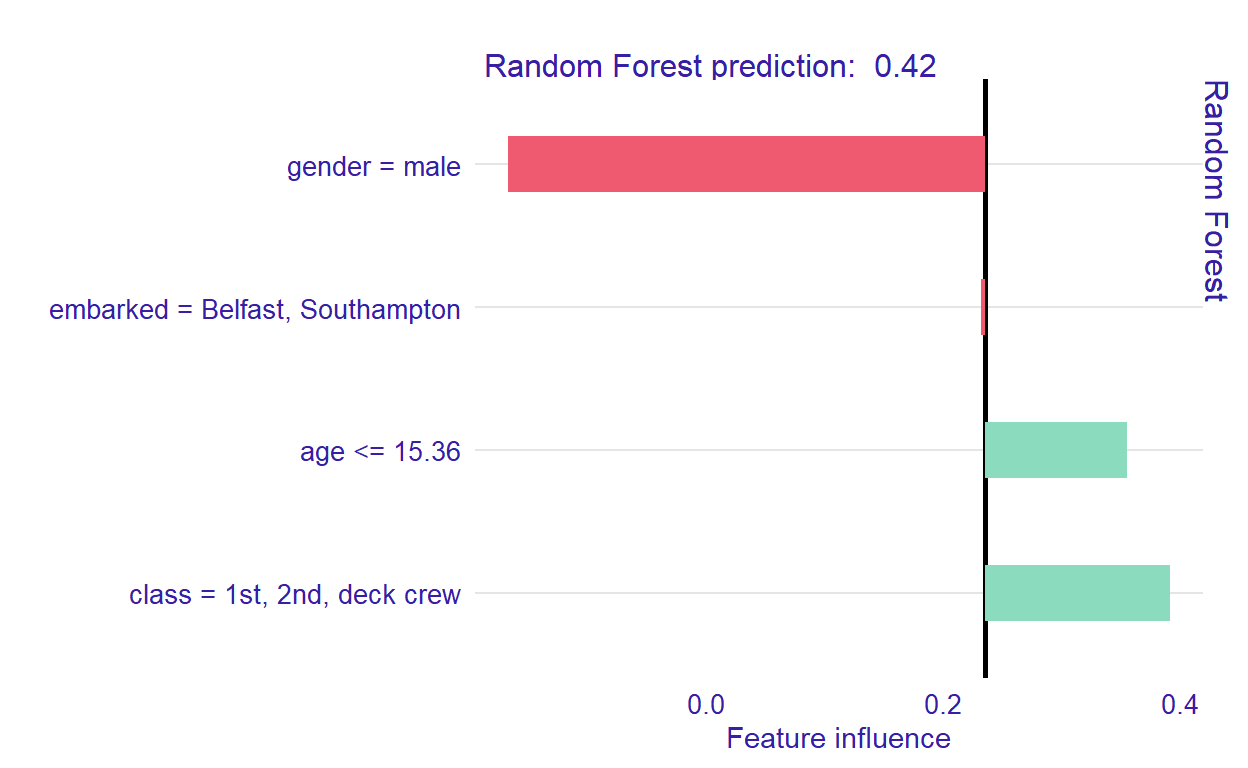 Random Forest prediction:  0.42
Random Forest
gender = male
embarked = Belfast, Southampton
age <= 15.36
class = 1st, 2nd, deck crew
0.0 0.2 0.4
Feature influence